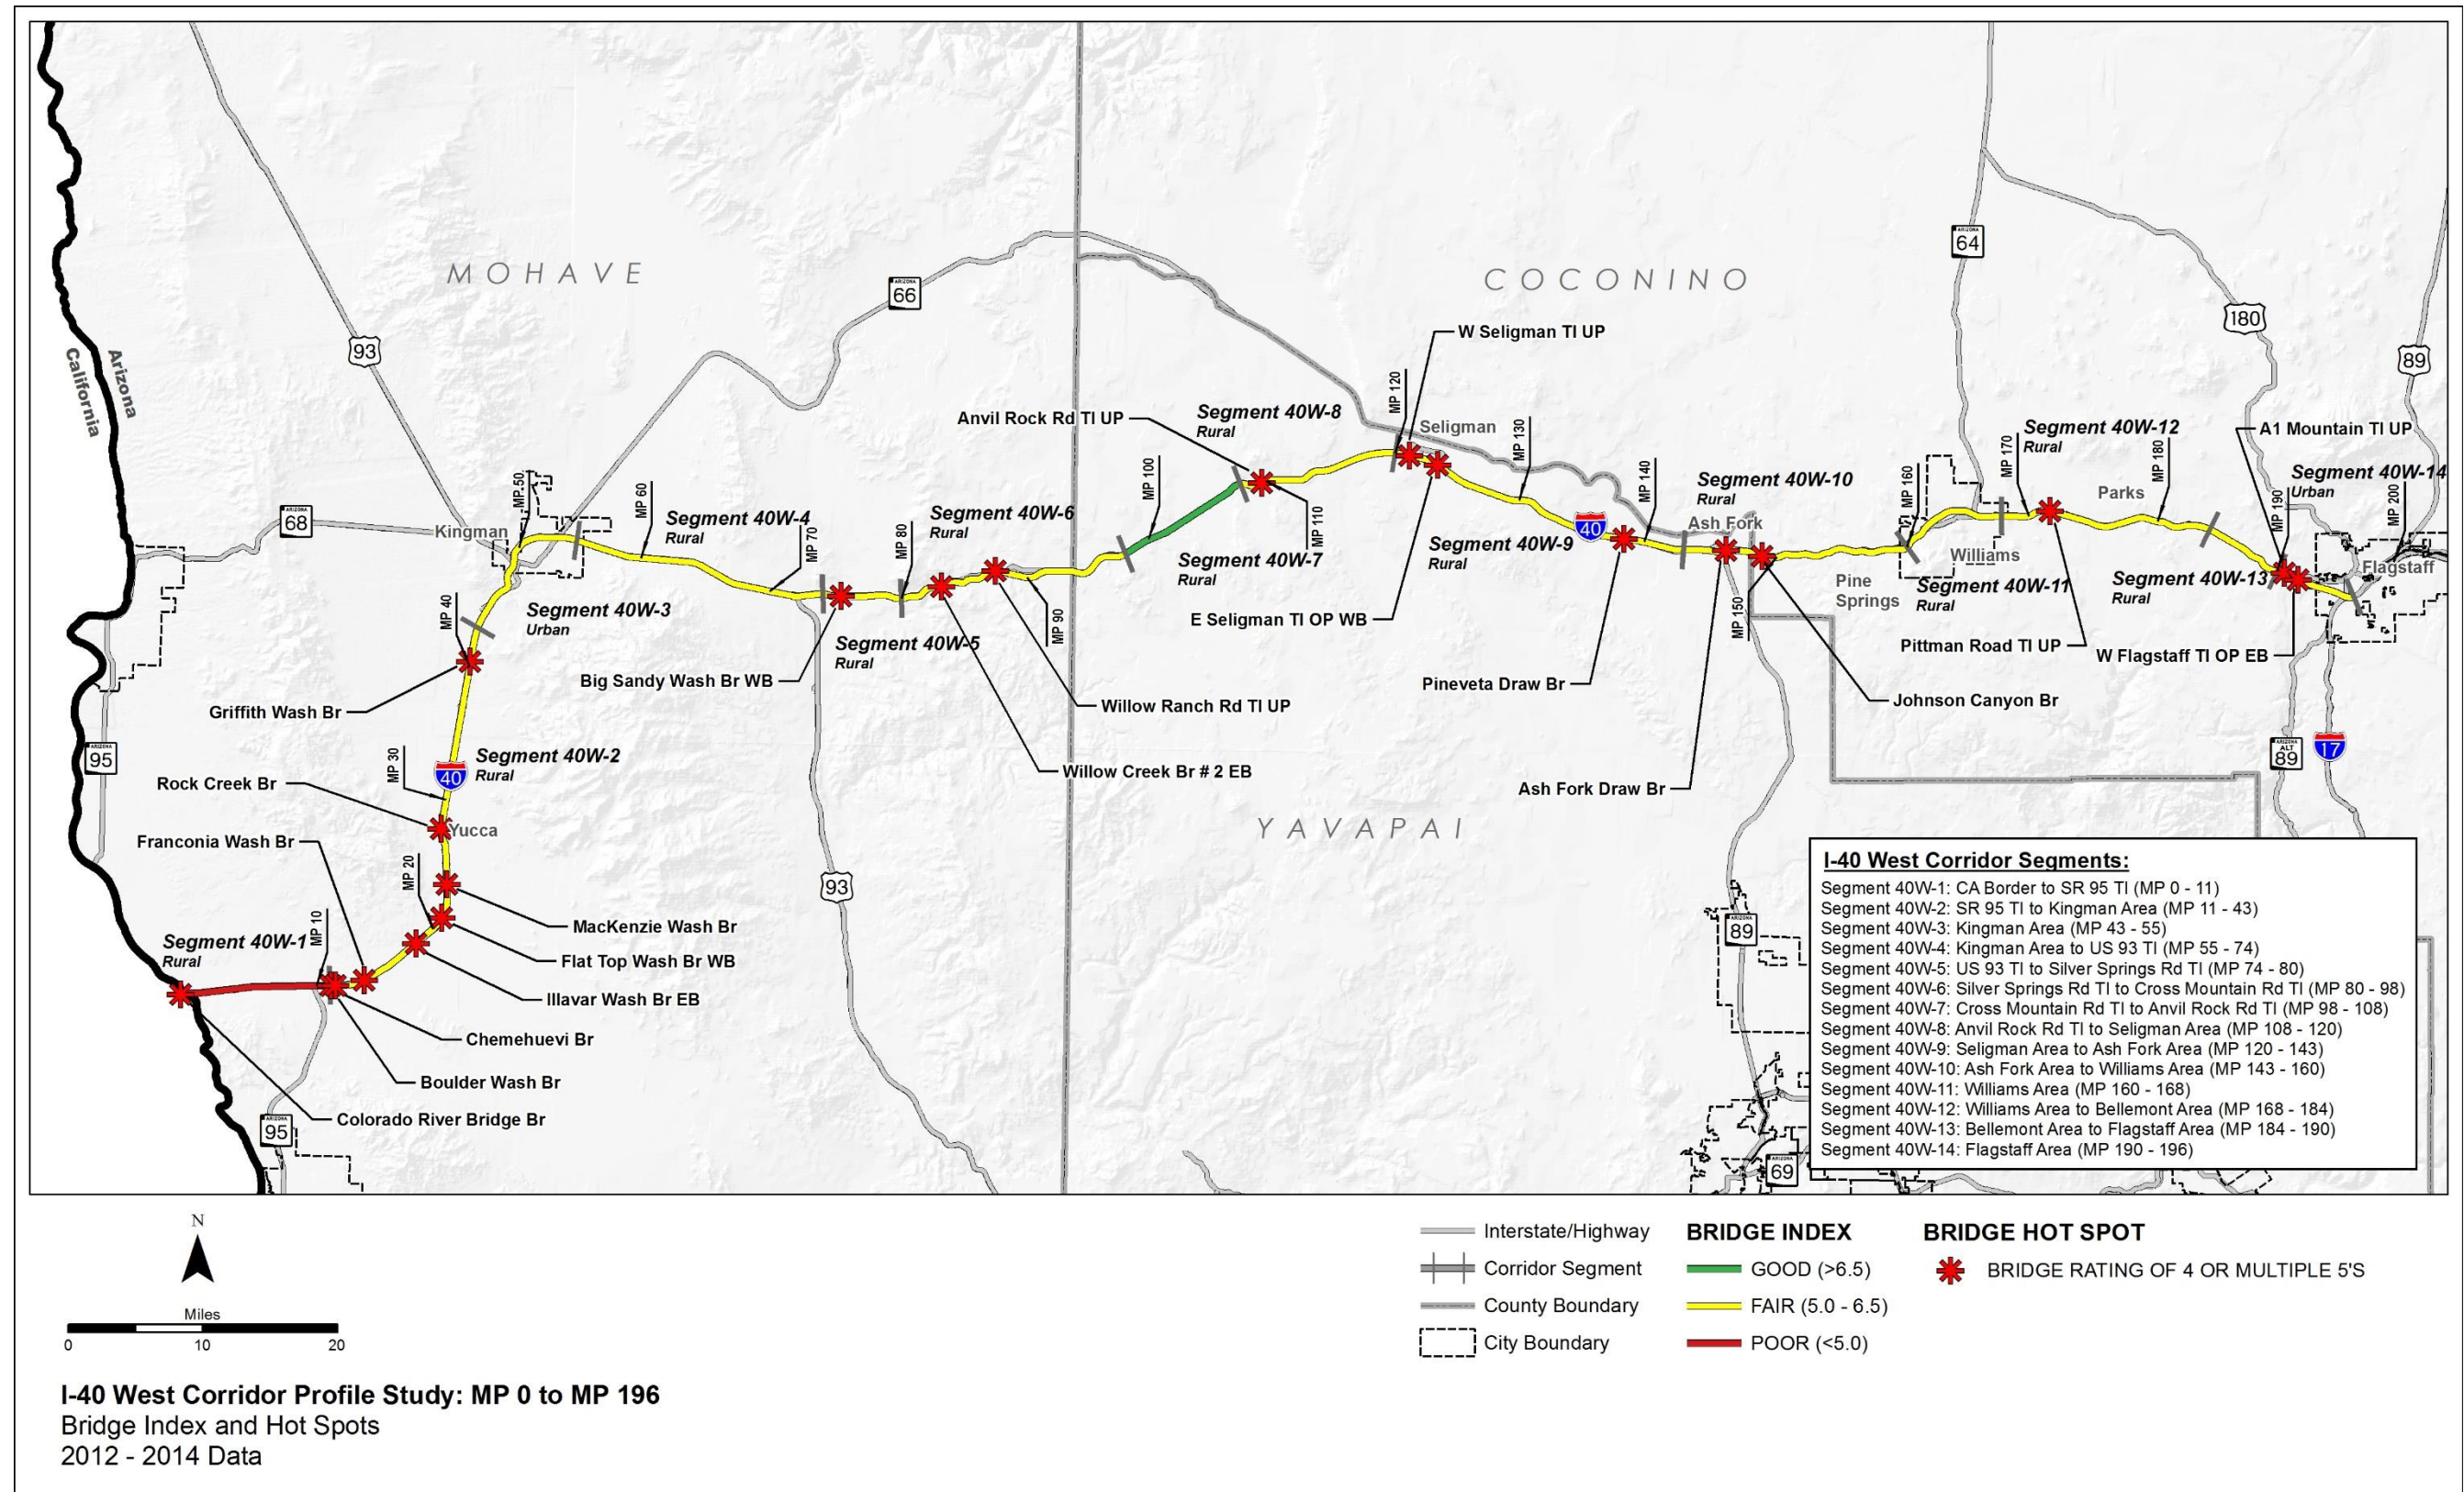 MOHAVE
COCONINO
YAVAPAI
California
Arizona
93
ARIZONA
66
ARIZONA
64
180
89
ARIZONA
68
ARIZONA
95
Kingman
MP 50
MP 60
Segment 40W-4
Rural
MP 70
MP 80
Segment 40W-6
Rural
Anvil Rock Rd TI UP
MP 100
Segment 40W-8
Rural
MP 110
Segment 40W-7
Rural
W Seligman TI UP
MP 120
Seligman
MP 130
40
MP 140
Segment 40W-9
Rural
E Seligman TI OP WB
Segment 40W-10
Rural
Ash Fork
MP 150
MP 160
Williams
Pine
Springs
Segment 40W-11
Rural
MP 170
Segment 40W-12
Rural
Parks
MP 180
A1 Mountain TI UP
MP 190
Segment 40W-14
Urban
MP 200
Flagstaff
Segment 40W-13
Rural
Pittman Road TI UP
W Flagstaff TI OP EB
Johnson Canyon Br
Pineveta Draw Br
Ash Fork Draw Br
ARIZONA
ALT
89
17
MP 40
Segment 40W-3
Urban
Segment 40W-5
Rural
MP 90
Big Sandy Wash Br WB
Willow Ranch Rd TI UP
Willow Creek Br # 2 EB
Griffith Wash Br
MP 30
Segment 40W-2
Rural
40
Rock Creek Br
Yucca
Franconia Wash Br
MP 20
93
MacKenzie Wash Br
Flat Top Wash Br WB
Illavar Wash Br EB
Segment 40W-1
Rural
MP 10
Chemehuevi Br
Boulder Wash Br
Colorado River Bridge Br
ARIZONA
95
ARIZONA
89
ARIZONA
69
I-40 West Corridor Segments:
Segment 40W-1: CA Border to SR 95 TI (MP 0 - 11)
Segment 40W-2: SR 95 TI to Kingman Area (MP 11 - 43)
Segment 40W-3: Kingman Area (MP 43 - 55)
Segment 40W-4: Kingman Area to US 93 TI (MP 55 - 74)
Segment 40W-5: US 93 TI to Silver Springs Rd TI (MP 74 - 80)
Segment 40W-6: Silver Springs Rd TI to Cross Mountain Rd TI (MP 80 - 98)
Segment 40W-7: Cross Mountain Rd TI to Anvil Rock Rd TI (MP 98 - 108)
Segment 40W-8: Anvil Rock Rd TI to Seligman Area (MP 108 - 120)
Segment 40W-9: Seligman Area to Ash Fork Area (MP 120 - 143)
Segment 40W-10: Ash Fork Area to Williams Area (MP 143 - 160)
Segment 40W-11: Williams Area (MP 160 - 168)
Segment 40W-12: Williams Area to Bellemont Area (MP 168 - 184)
Segment 40W-13: Bellemont Area to Flagstaff Area (MP 184 - 190)
Segment 40W-14: Flagstaff Area (MP 190 - 196)
N
Miles
0 10 20
Interstate/Highway
Corridor Segment
County Boundary
City Boundary
BRIDGE INDEX
GOOD (>6.5)
FAIR (5.0 - 6.5)
POOR (<5.0)
BRIDGE HOT SPOT
BRIDGE RATING OF 4 OR MULTIPLE 5'S
I-40 West Corridor Profile Study: MP 0 to MP 196
Bridge Index and Hot Spots
2012 - 2014 Data